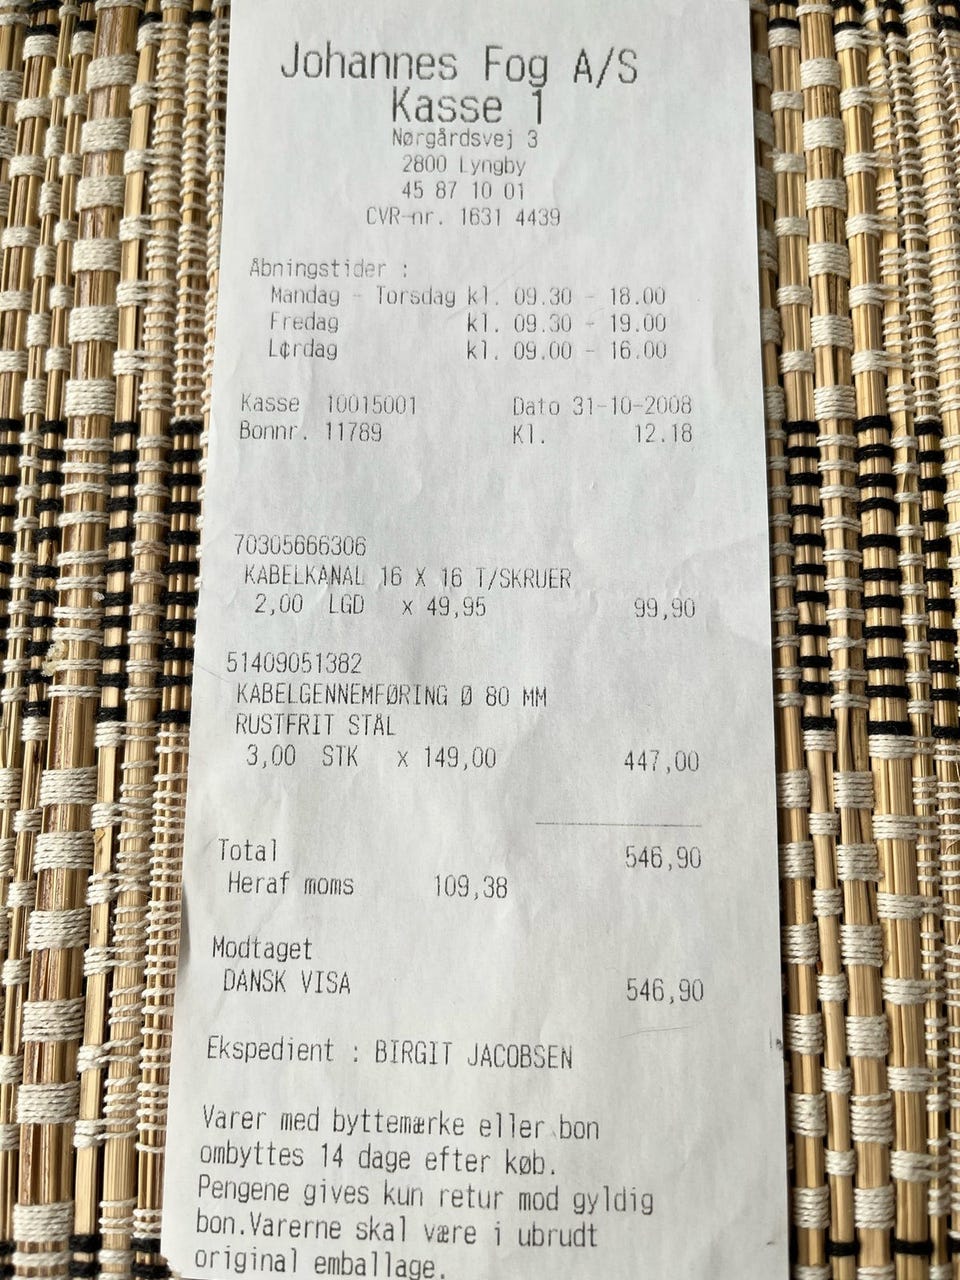 Johannes Fog A/S
Kasse 1
Nørgårdsvej 3
2800 Lyngby
45 87 10 01
CVR-nr. 1631 4439
Åbningstider :
Mandag - Torsdag kl. 09.30 - 18.00
Fredag kl. 09.30 - 19.00
L¢rdag kl. 09.00 - 16.00
Kasse 10015001 Dato 31-10-2008
Bonnr. 11789 Kl. 12.18
70305666306
KABELKANAL 16 X 16 T/SKRUER
2,00 LGD x 49,95 99,90
51409051382
KABELGENNEMFØRING Ø 80 MM
RUSTFRIT STÅL
3,00 STK x 149,00 447,00
Total 546,90
Heraf moms 109,38
Modtaget
DANSK VISA 546,90
Ekspedient : BIRGIT JACOBSEN
Varer med byttemærke eller bon
ombyttes 14 dage efter køb.
Pengene gives kun retur mod gyldig
bon.Varerne skal være i ubrudt
original emballage.